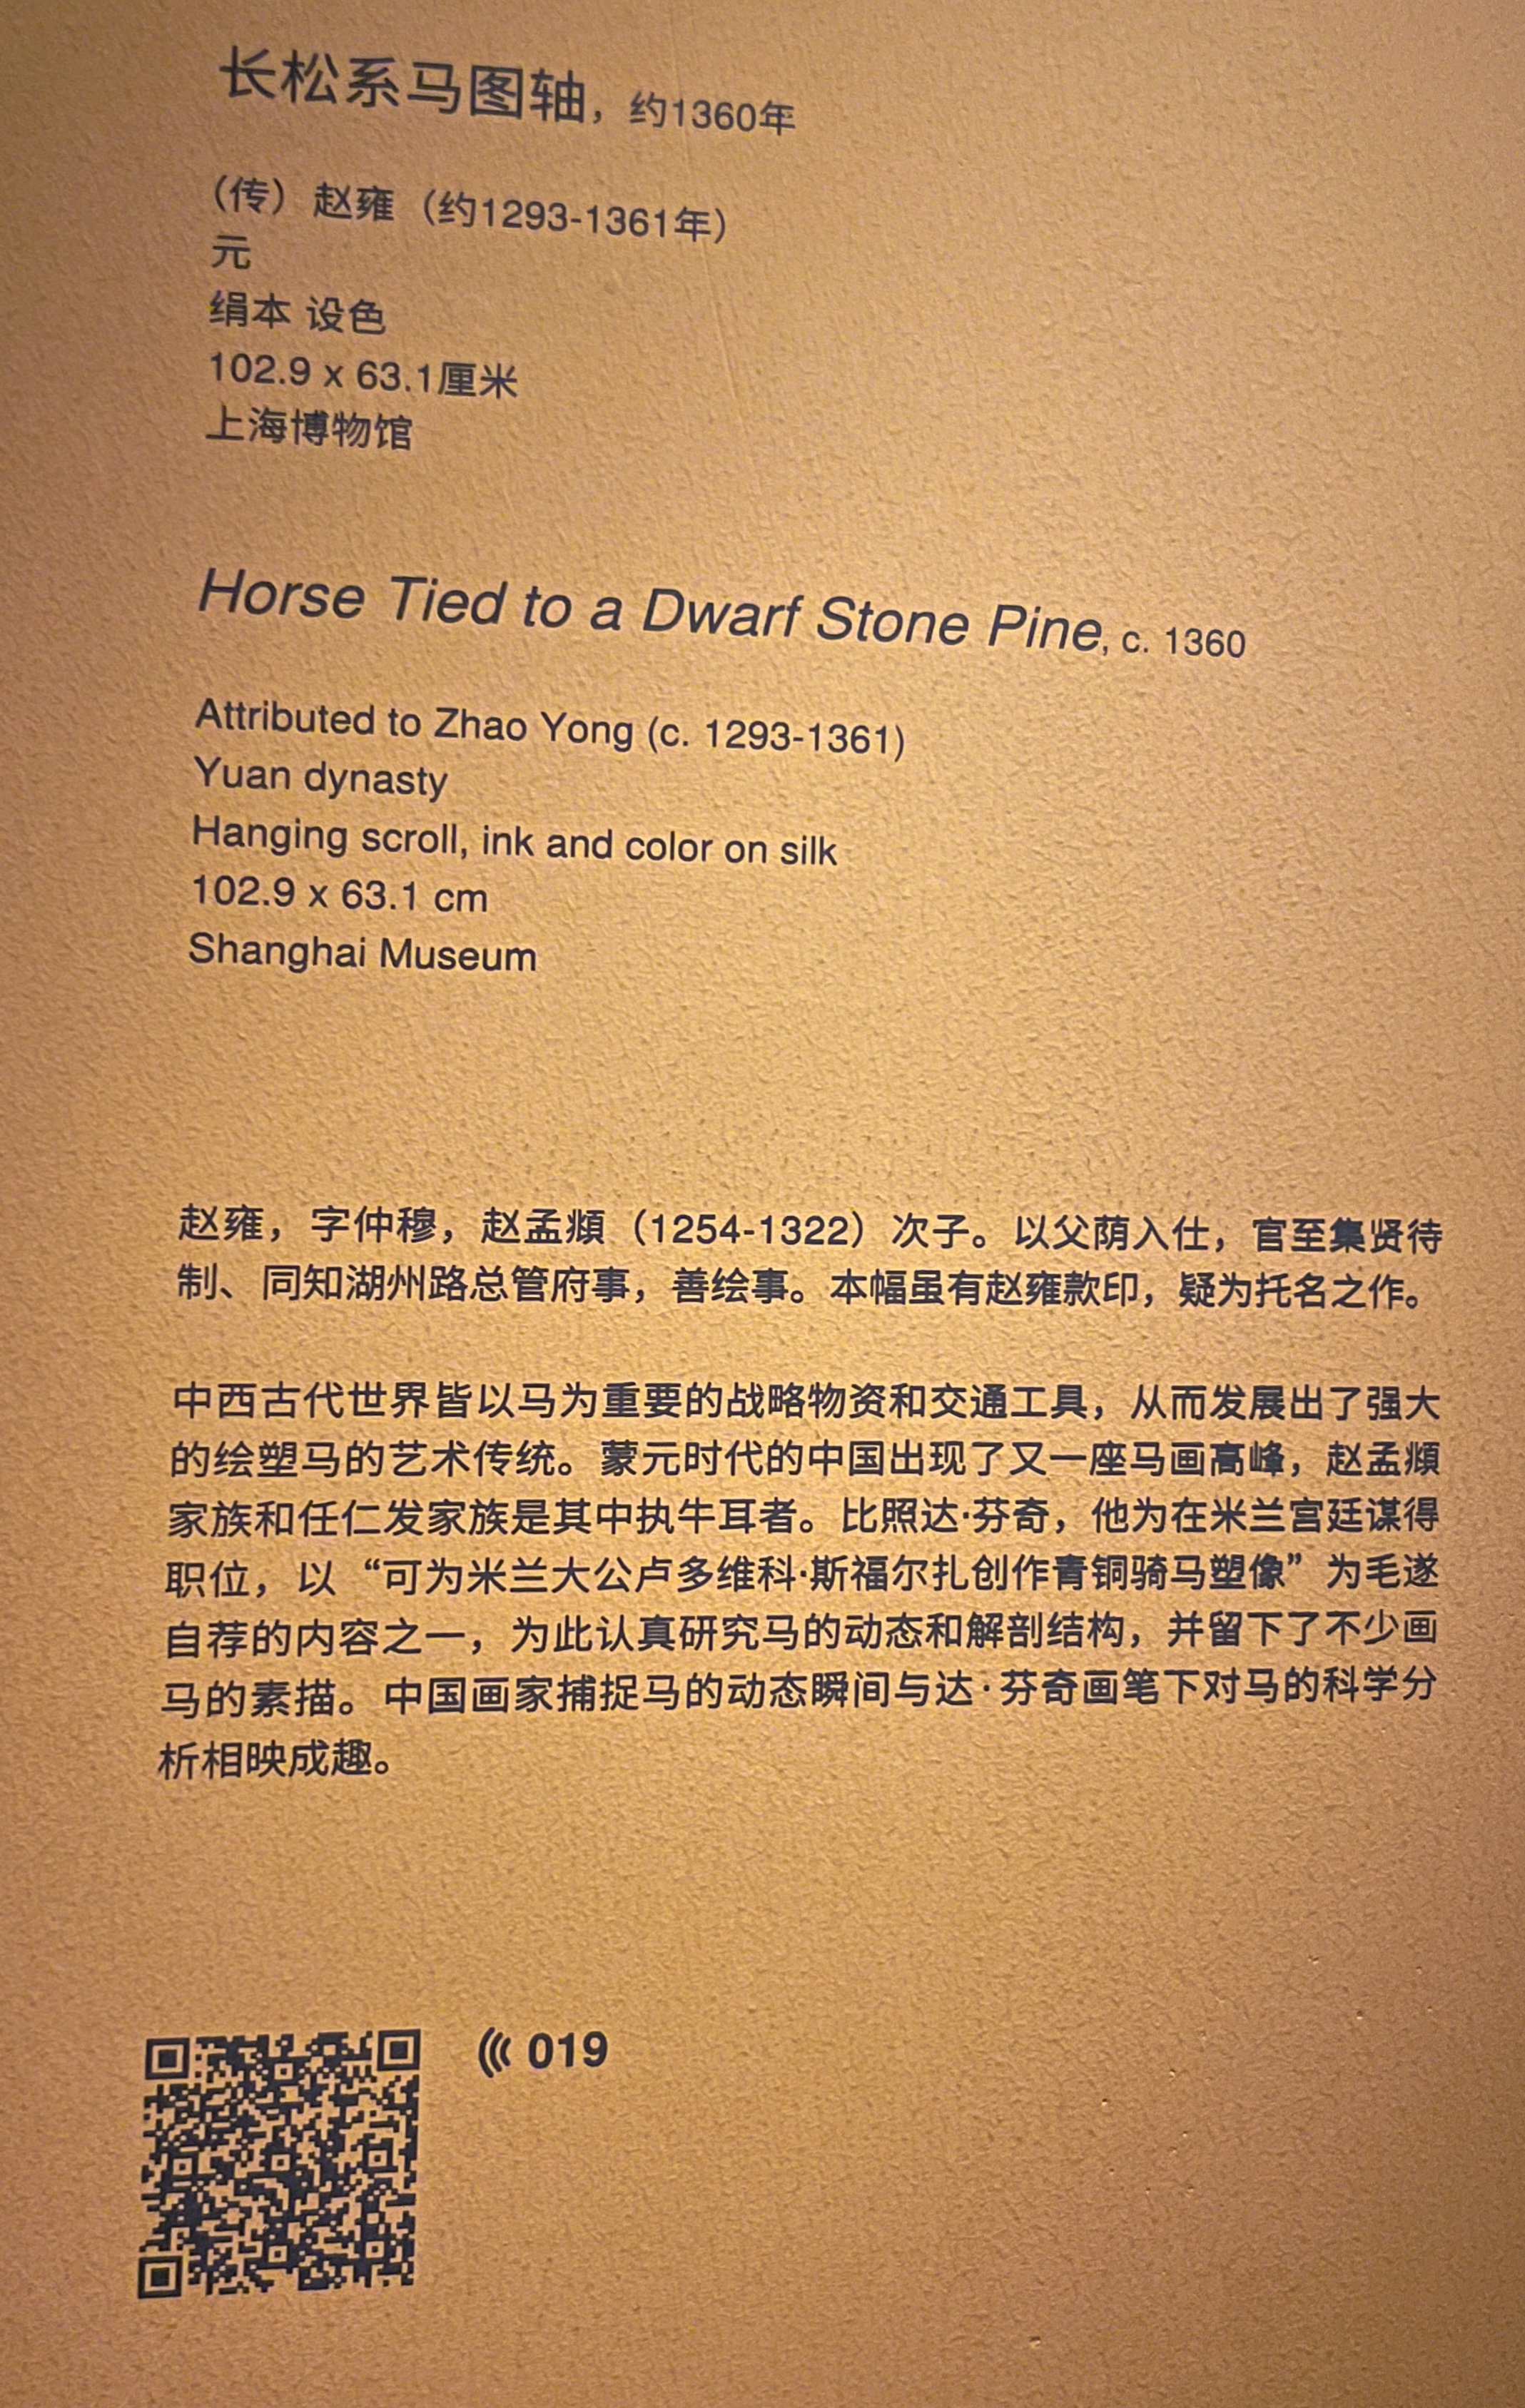 长松系马图轴，约1360年
（传）赵雍（约1293-1361年）
元
绢本 设色
102.9 x 63.1厘米
上海博物馆
Horse Tied to a Dwarf Stone Pine, c. 1360
Attributed to Zhao Yong (c. 1293-1361)
Yuan dynasty
Hanging scroll, ink and color on silk
102.9 x 63.1 cm
Shanghai Museum
赵雍，字仲穆，赵孟頫（1254-1322）次子。以父荫入仕，官至集贤待
制、同知湖州路总管府事，善绘事。本幅虽有赵雍款印，疑为托名之作。
中西古代世界皆以马为重要的战略物资和交通工具，从而发展出了强大
的绘塑马的艺术传统。蒙元时代的中国出现了又一座马画高峰，赵孟頫
家族和任仁发家族是其中执牛耳者。比照达·芬奇，他为在米兰宫廷谋得
职位，以“可为米兰大公卢多维科·斯福尔扎创作青铜骑马塑像”为毛遂
自荐的内容之一，为此认真研究马的动态和解剖结构，并留下了不少画
马的素描。中国画家捕捉马的动态瞬间与达·芬奇画笔下对马的科学分
析相映成趣。
019